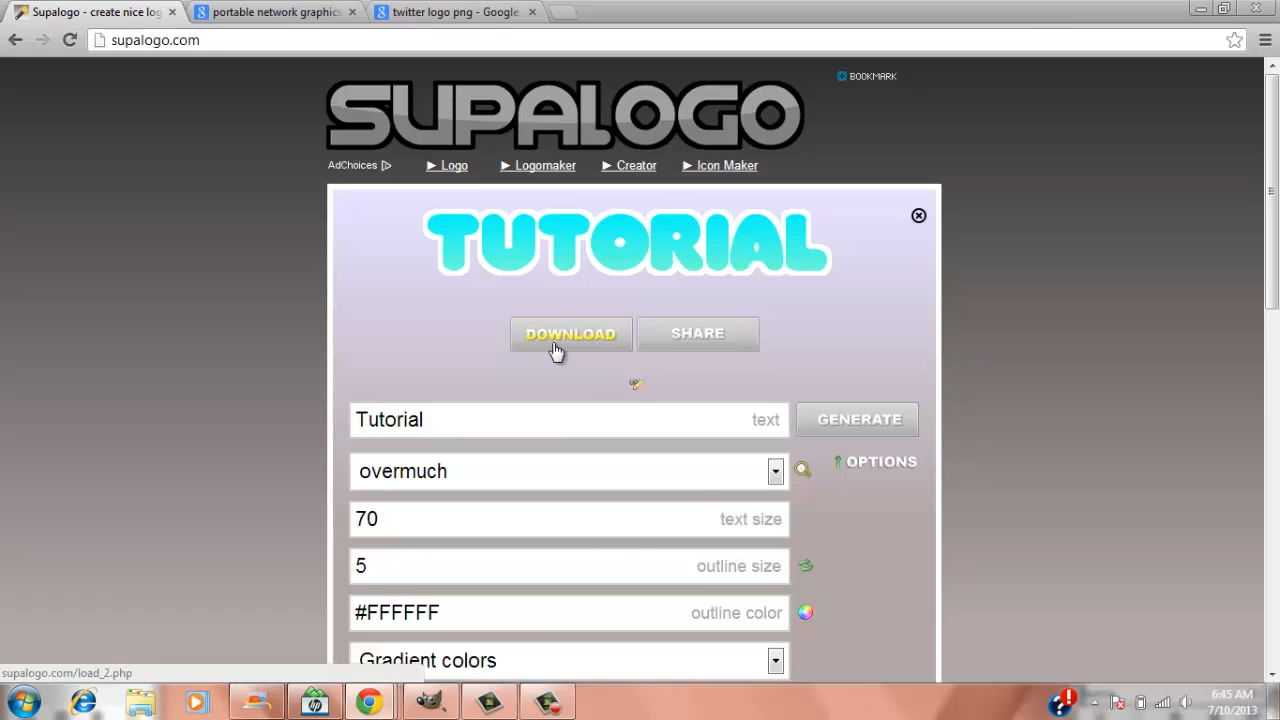 Supalogo - create nice log
portable network graphics
twitter logo png - Google
supalogo.com
SUPALOGO
BOOKMARK
AdChoices
► Logo
► Logomaker
► Creator
► Icon Maker
TUTORIAL
DOWNLOAD
SHARE
Tutorial
text
GENERATE
overmuch
OPTIONS
70
text size
5
outline size
#FFFFFF
outline color
Gradient colors
supalogo.com/load_2.php
hp
6:45 AM
7/10/2013